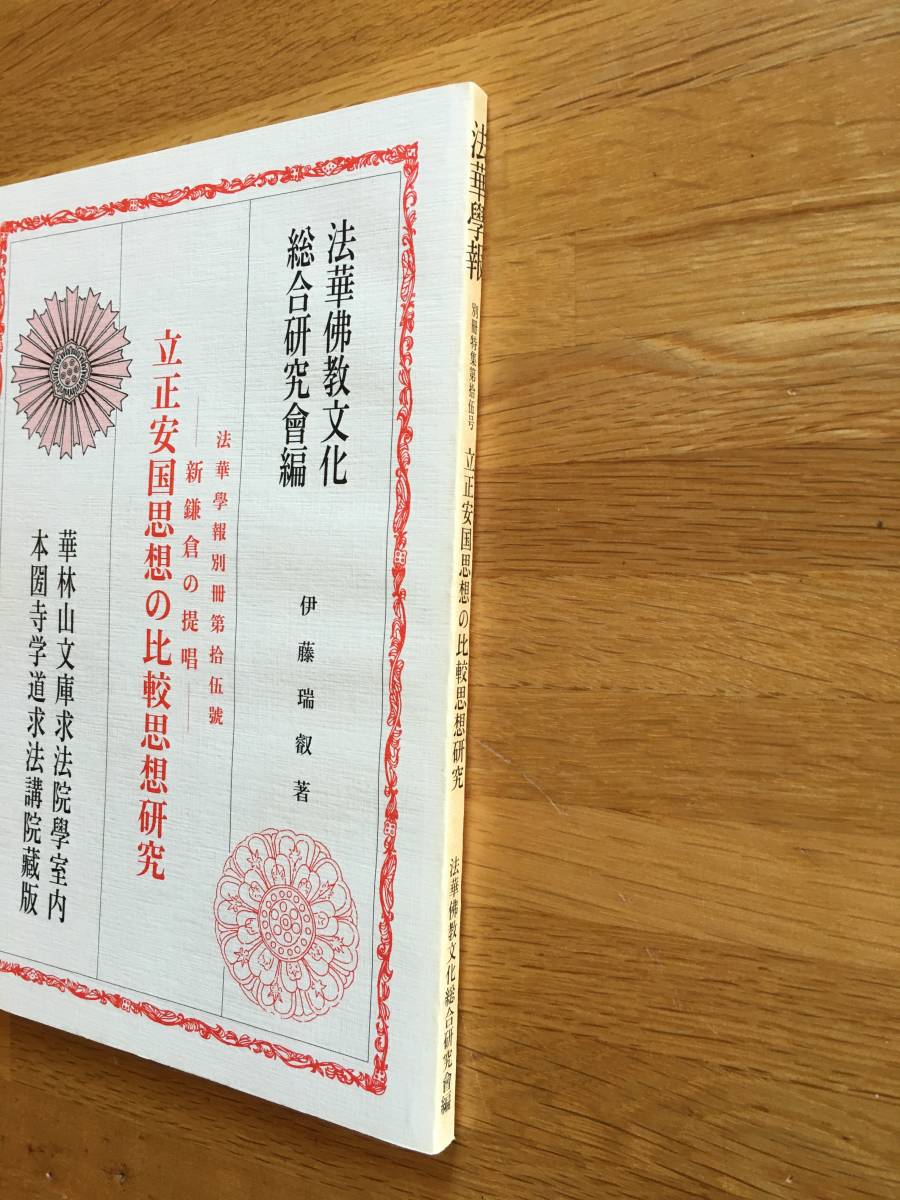 法華佛教文化
総合研究會編
伊藤瑞叡著
法華學報別冊第拾伍號
―新鎌倉の提唱―
立正安国思想の比較思想研究
華林山文庫求法院學室内
本圀寺学道求法講院藏版
法華學報 別冊特集第拾伍号 立正安国思想の比較思想研究 法華佛教文化総合研究會編